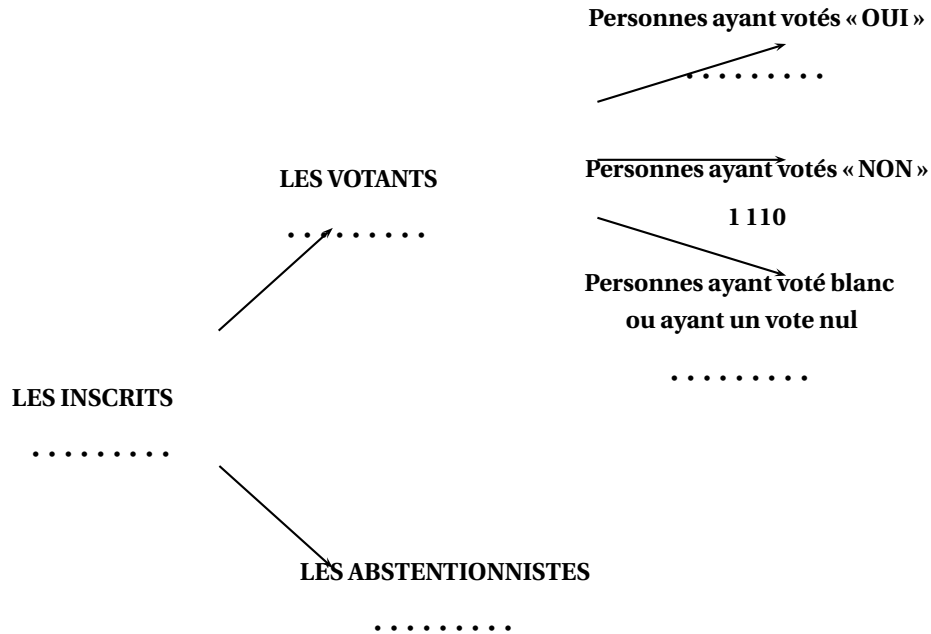 Personnes ayant votés « OUI »
. . . . . . . . .
LES VOTANTS
. . . . . . . . .
Personnes ayant votés « NON »
1 110
Personnes ayant voté blanc
ou ayant un vote nul
. . . . . . . . .
LES INSCRITS
. . . . . . . . .
LES ABSTENTIONNISTES
. . . . . . . . .